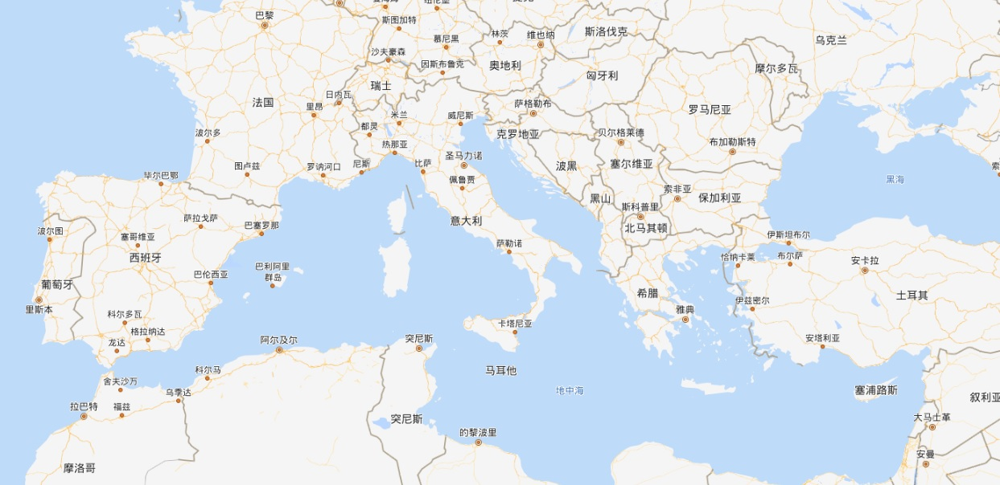 巴黎
斯图加特
慕尼黑
林茨
维也纳
斯洛伐克
乌克兰
沙夫豪森
因斯布鲁克
奥地利
匈牙利
摩尔多瓦
瑞士
日内瓦
法国
里昂
米兰
威尼斯
萨格勒布
罗马尼亚
波尔多
都灵
克罗地亚
贝尔格莱德
热那亚
布加勒斯特
图卢兹
罗讷河口
尼斯
比萨
圣马力诺
波黑
塞尔维亚
毕尔巴鄂
佩鲁贾
黑海
索非亚
保加利亚
黑山
斯科普里
萨拉戈萨
巴塞罗那
意大利
北马其顿
波尔图
塞哥维亚
萨勒诺
伊斯坦布尔
西班牙
恰纳卡莱
布尔萨
安卡拉
巴伦西亚
巴利阿里
群岛
葡萄牙
希腊
土耳其
里斯本
伊兹密尔
雅典
科尔多瓦
格拉纳达
卡塔尼亚
龙达
阿尔及尔
突尼斯
安塔利亚
科尔马
马耳他
舍夫沙万
乌季达
地中海
塞浦路斯
叙利亚
拉巴特
福兹
突尼斯
大马士革
的黎波里
安曼
摩洛哥